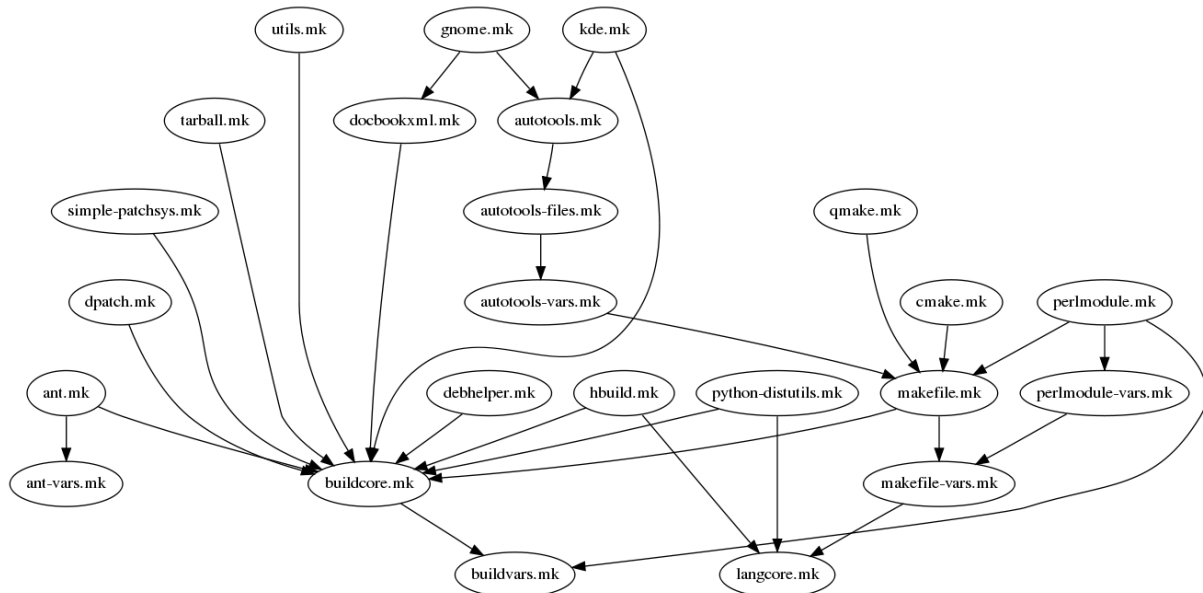 utils.mk
gnome.mk
kde.mk
tarball.mk
docbookxml.mk
autotools.mk
simple-patchsys.mk
autotools-files.mk
qmake.mk
dpatch.mk
autotools-vars.mk
cmake.mk
perlmodule.mk
ant.mk
debhelper.mk
hbuild.mk
python-distutils.mk
makefile.mk
perlmodule-vars.mk
ant-vars.mk
buildcore.mk
makefile-vars.mk
buildvars.mk
langcore.mk